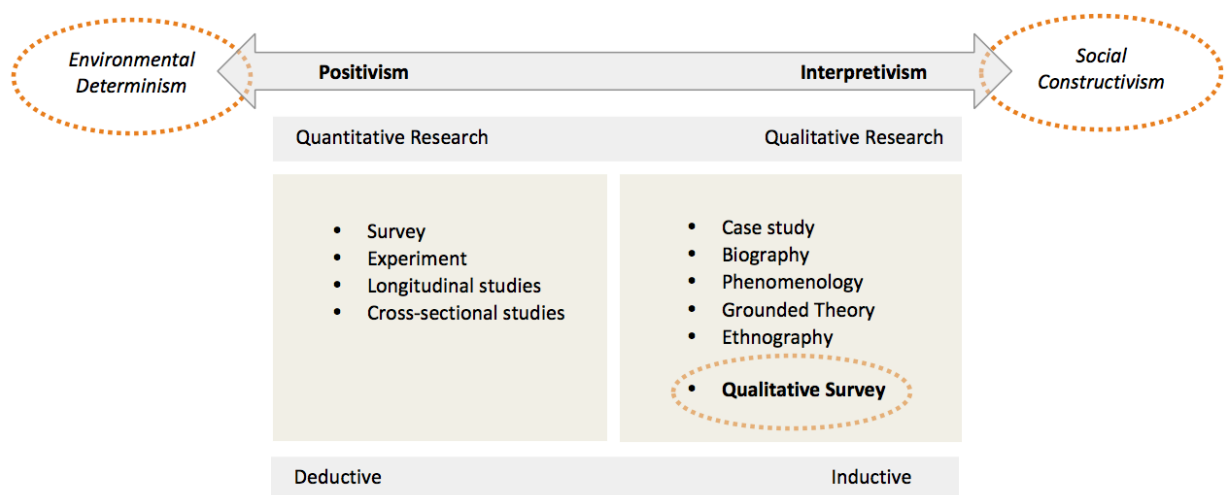 Environmental
Determinism
Positivism
Interpretivism
Social
Constructivism
Quantitative Research
Qualitative Research
• Survey
• Experiment
• Longitudinal studies
• Cross-sectional studies
• Case study
• Biography
• Phenomenology
• Grounded Theory
• Ethnography
• Qualitative Survey
Deductive
Inductive